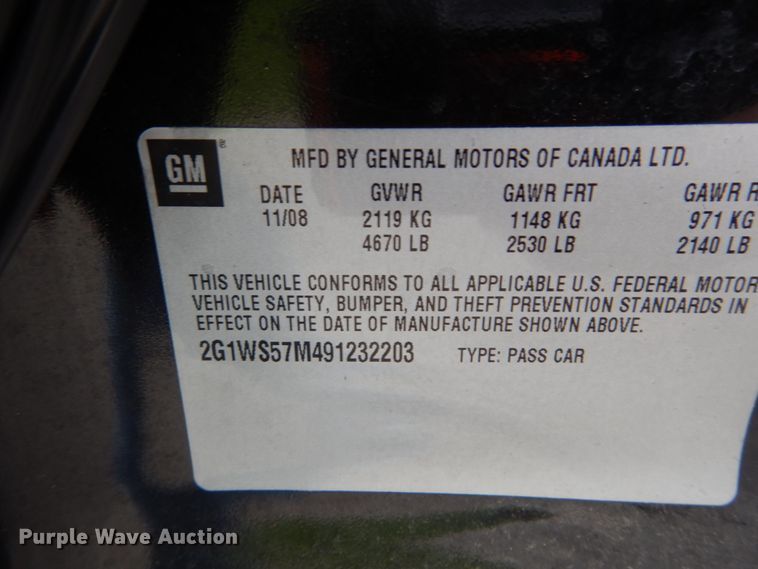 GM ®
MFD BY GENERAL MOTORS OF CANADA LTD.
DATE GVWR GAWR FRT GAWR R
11/08 2119 KG 1148 KG 971 KG
4670 LB 2530 LB 2140 LB
THIS VEHICLE CONFORMS TO ALL APPLICABLE U.S. FEDERAL MOTOR
VEHICLE SAFETY, BUMPER, AND THEFT PREVENTION STANDARDS IN
EFFECT ON THE DATE OF MANUFACTURE SHOWN ABOVE.
2G1WS57M491232203 TYPE: PASS CAR
Purple Wave Auction